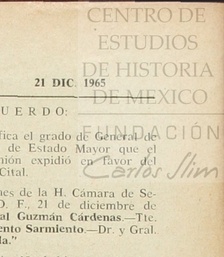 CENTRO DE
ESTUDIOS
DE HISTORIA
DE MEXICO
FUNDACIÓN
Carlos Slim
21 DIC. 1965
UERDO:
fica el grado de General de
de Estado Mayor que el
nión expidió en favor del
Cital.
nes de la H. Cámara de Se-
D. F., 21 de diciembre de
al Guzmán Cárdenas.—Tte.
ento Sarmiento.—Dr. y Gral.
la."